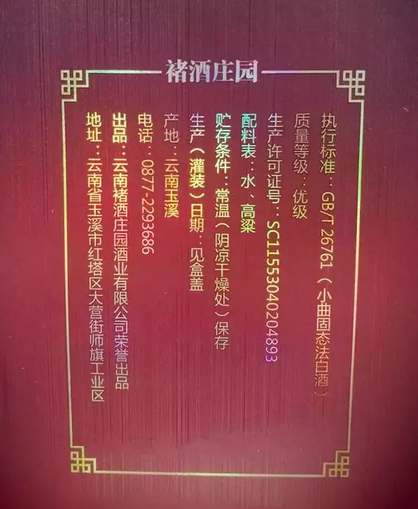 褚酒庄园
执行标准：GB/T 26761（小曲固态法白酒）
质量等级：优级
生产许可证号：SC11553040204893
配料表：水、高粱
贮存条件：常温（阴凉干燥处）保存
生产（灌装）日期：见盒盖
产地：云南玉溪
电话：0877-2293686
出品：云南褚酒庄园酒业有限公司荣誉出品
地址：云南省玉溪市红塔区大营街师旗工业区